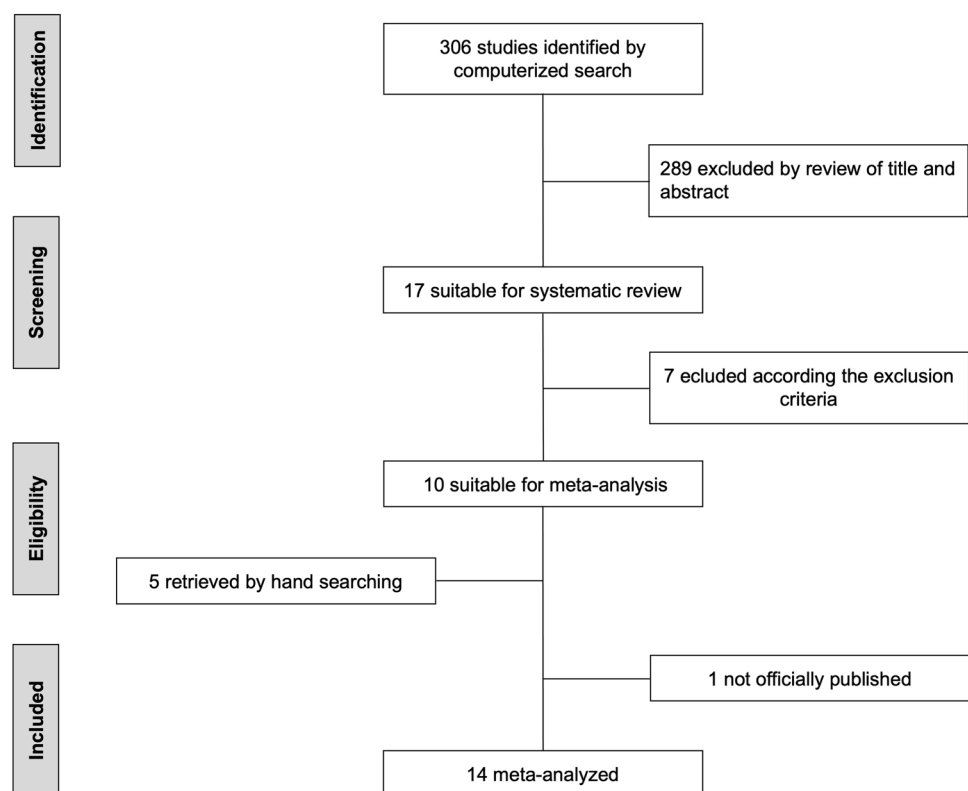 Identification
306 studies identified by
computerized search
289 excluded by review of title and
abstract
Screening
17 suitable for systematic review
7 ecluded according the exclusion
criteria
Eligibility
10 suitable for meta-analysis
5 retrieved by hand searching
Included
1 not officially published
14 meta-analyzed